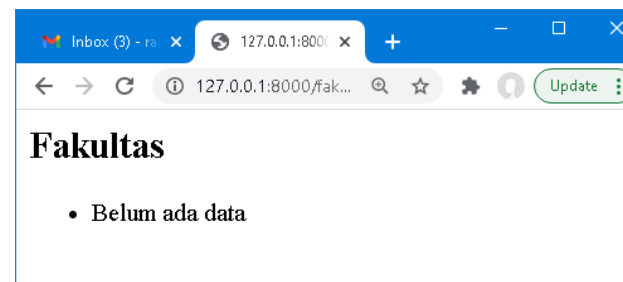 Inbox (3) - ra
127.0.0.1:800
127.0.0.1:8000/fak...
Update
Fakultas
Belum ada data